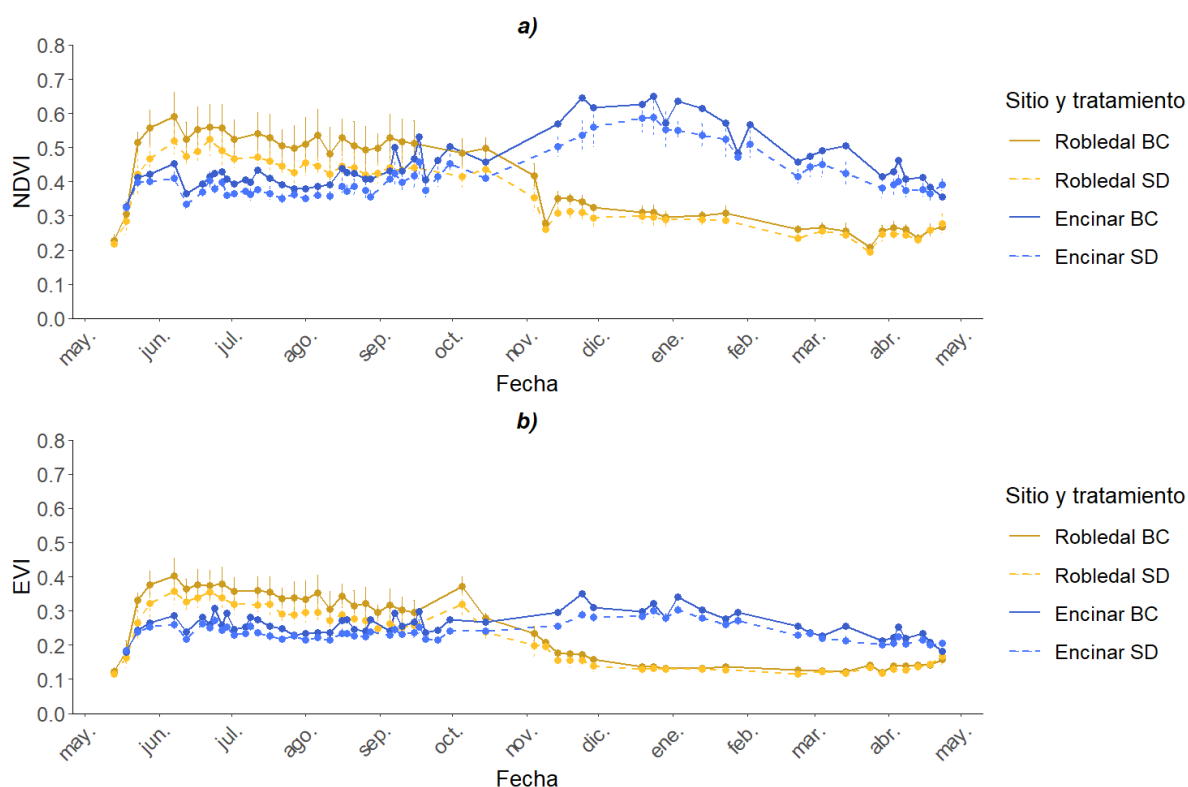 a)
0.8
0.7
0.6
0.5
0.4
0.3
0.2
0.1
0.0
NDVI
may.
jun.
jul.
ago.
sep.
oct.
nov.
dic.
ene.
feb.
mar.
abr.
may.
Fecha
Sitio y tratamiento
Robledal BC
Robledal SD
Encinar BC
Encinar SD
b)
0.8
0.7
0.6
0.5
0.4
0.3
0.2
0.1
0.0
EVI
may.
jun.
jul.
ago.
sep.
oct.
nov.
dic.
ene.
feb.
mar.
abr.
may.
Fecha
Sitio y tratamiento
Robledal BC
Robledal SD
Encinar BC
Encinar SD